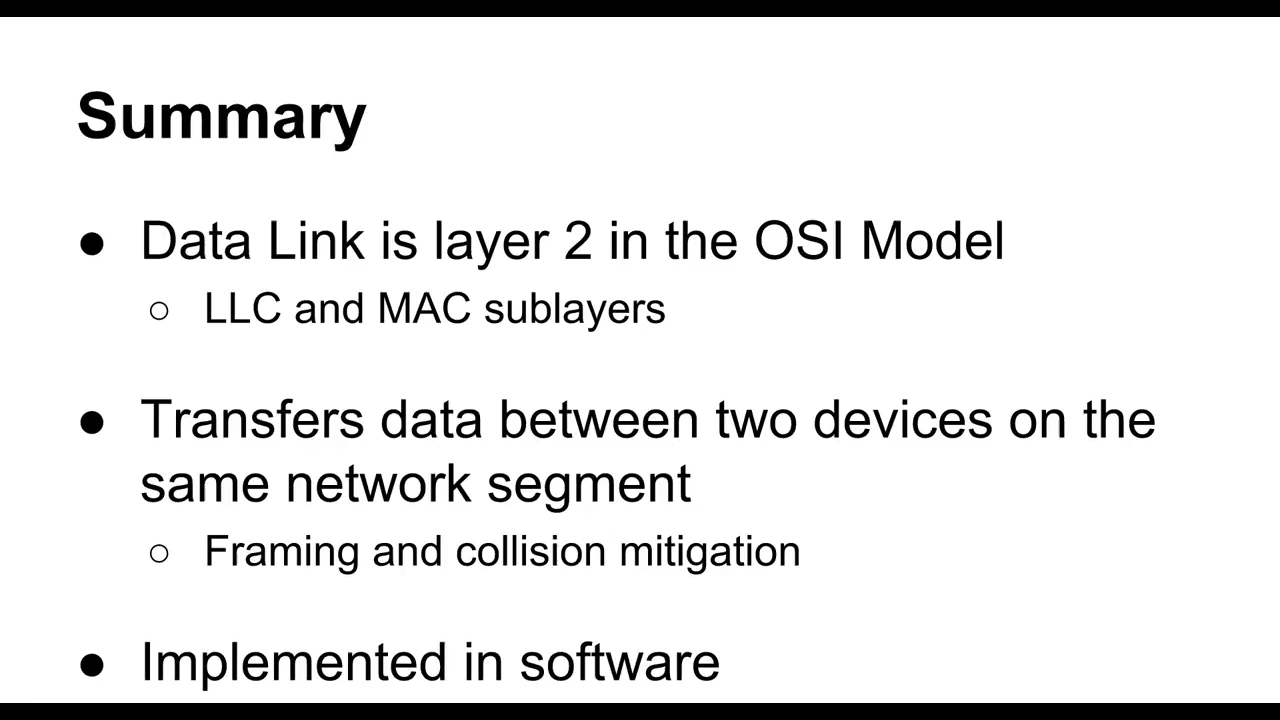 Summary
● Data Link is layer 2 in the OSI Model
○ LLC and MAC sublayers
● Transfers data between two devices on the
same network segment
○ Framing and collision mitigation
● Implemented in software